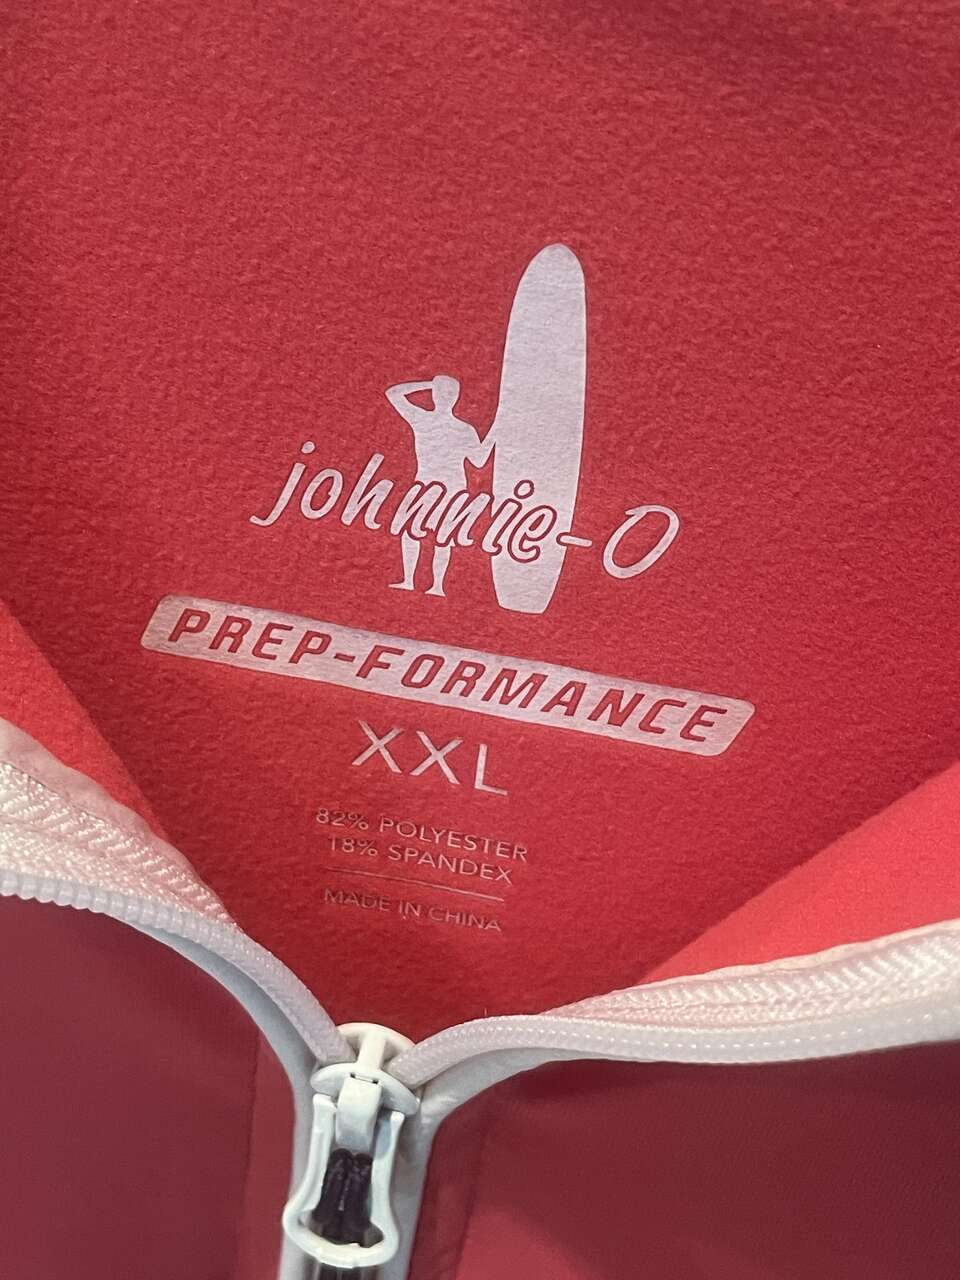 johnnie-O
PREP-FORMANCE
XXL
82% POLYESTER
18% SPANDEX
MADE IN CHINA